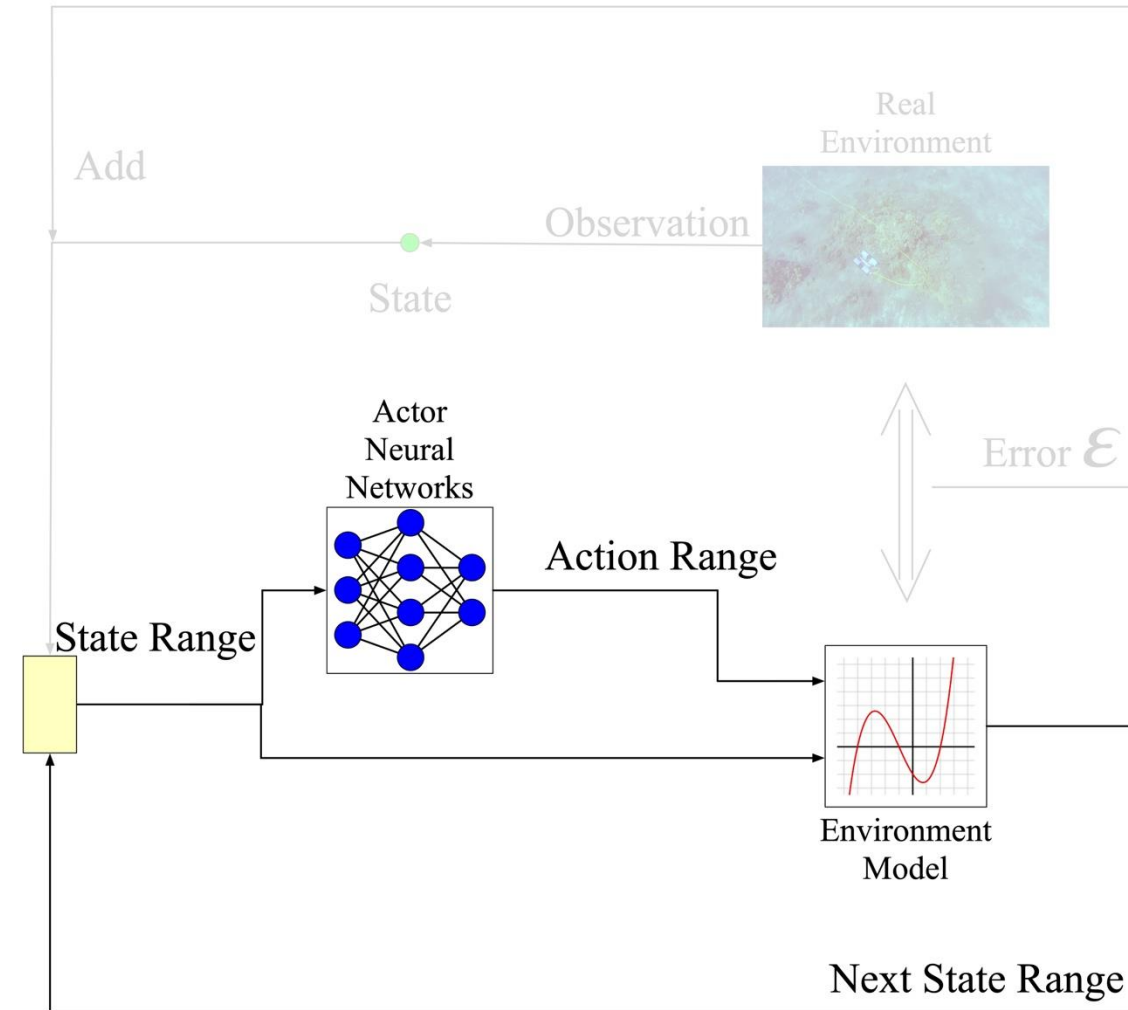 Real
Environment
Add
Observation
State
Error ε
Actor
Neural
Networks
Action Range
State Range
Environment
Model
Next State Range